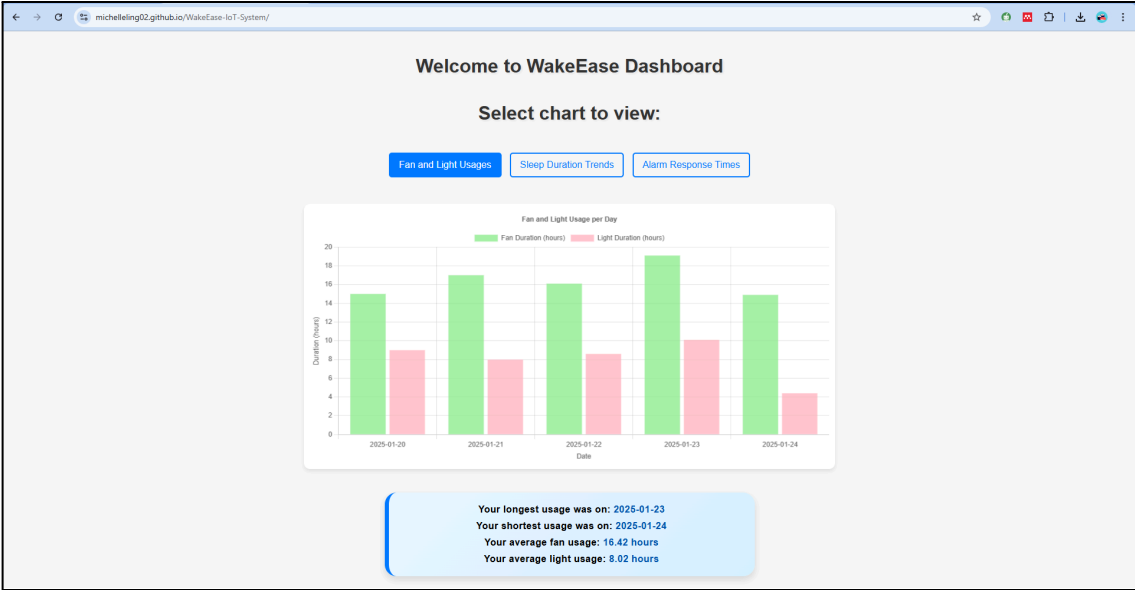 michelleling02.github.io/WakeEase-IoT-System/
Welcome to WakeEase Dashboard
Select chart to view:
Fan and Light Usages Sleep Duration Trends Alarm Response Times
Fan and Light Usage per Day
Fan Duration (hours) Light Duration (hours)
Duration (hours)
20
18
16
14
12
10
8
6
4
2
0
2025-01-20 2025-01-21 2025-01-22 2025-01-23 2025-01-24
Date
Your longest usage was on: 2025-01-23
Your shortest usage was on: 2025-01-24
Your average fan usage: 16.42 hours
Your average light usage: 8.02 hours